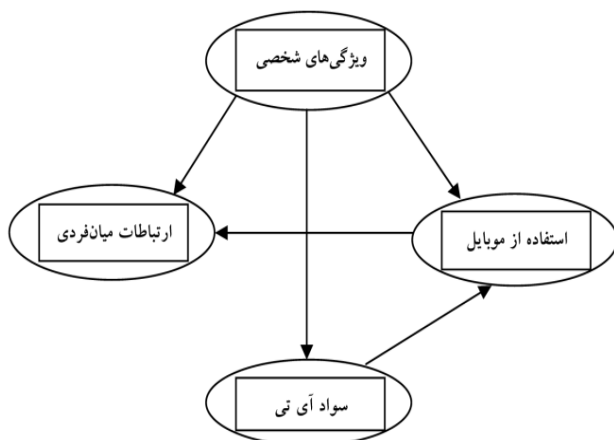 ویژگی‌های شخصی
استفاده از موبایل
ارتباطات میان‌فردی
سواد آی تی